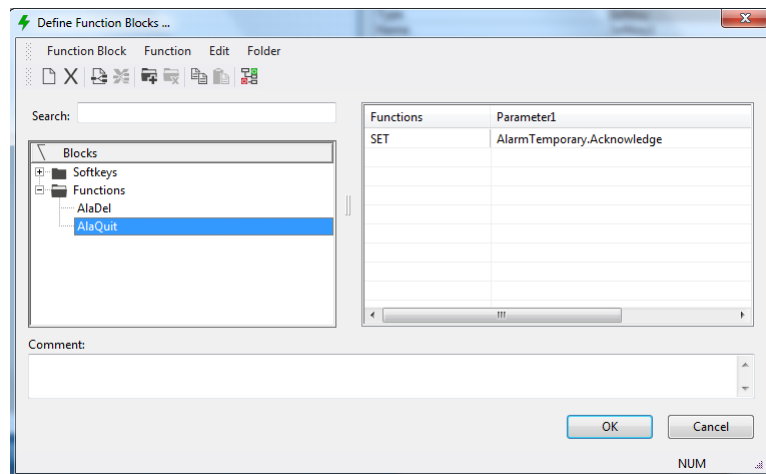 Define Function Blocks ...
Function Block Function Edit Folder
Search:
Blocks
Softkeys
Functions
AlaDel
AlaQuit
Functions Parameter1
SET AlarmTemporary.Acknowledge
Comment:
OK Cancel
NUM